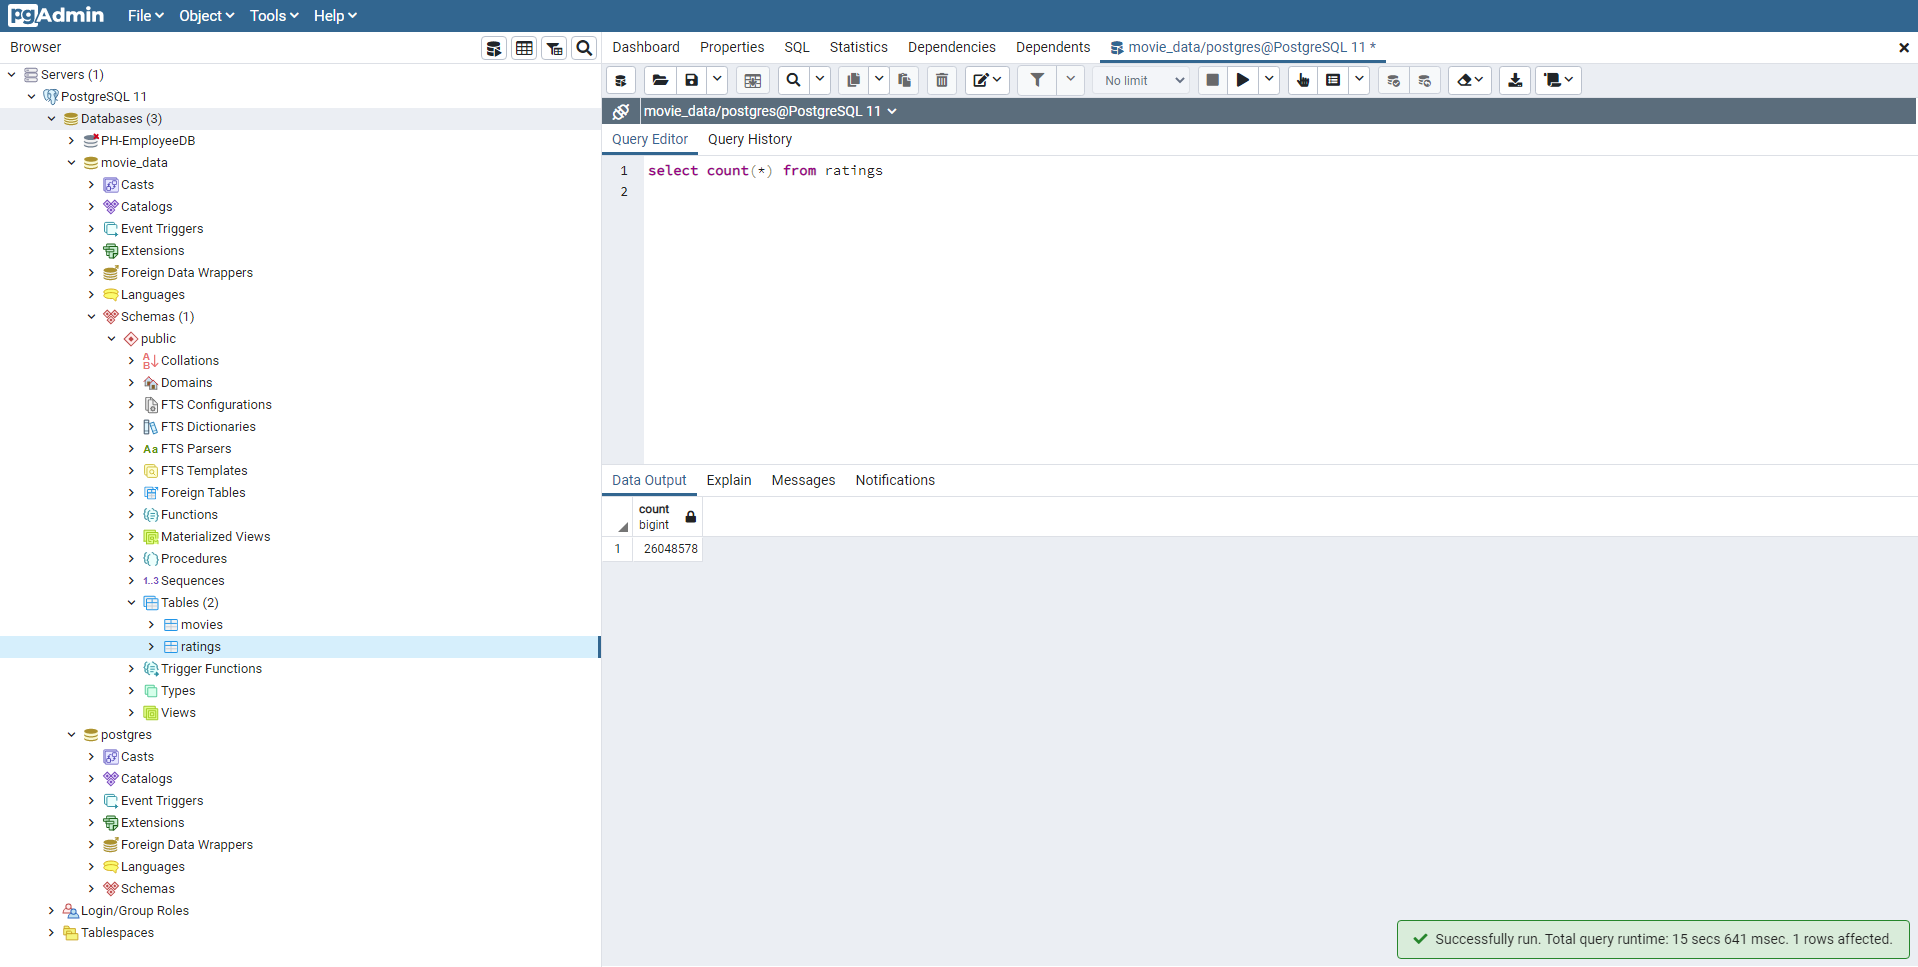 pgAdmin File Object Tools Help
Browser
Servers (1)
PostgreSQL 11
Databases (3)
PH-EmployeeDB
movie_data
Casts
Catalogs
Event Triggers
Extensions
Foreign Data Wrappers
Languages
Schemas (1)
public
Collations
Domains
FTS Configurations
FTS Dictionaries
Aa FTS Parsers
FTS Templates
Foreign Tables
Functions
Materialized Views
Procedures
1..3 Sequences
Tables (2)
movies
ratings
Trigger Functions
Types
Views
postgres
Casts
Catalogs
Event Triggers
Extensions
Foreign Data Wrappers
Languages
Schemas
Login/Group Roles
Tablespaces
Dashboard Properties SQL Statistics Dependencies Dependents movie_data/postgres@PostgreSQL 11 *
No limit
movie_data/postgres@PostgreSQL 11
Query Editor Query History
1 select count(*) from ratings
2
Data Output Explain Messages Notifications
count
bigint
1 26048578
Successfully run. Total query runtime: 15 secs 641 msec. 1 rows affected.